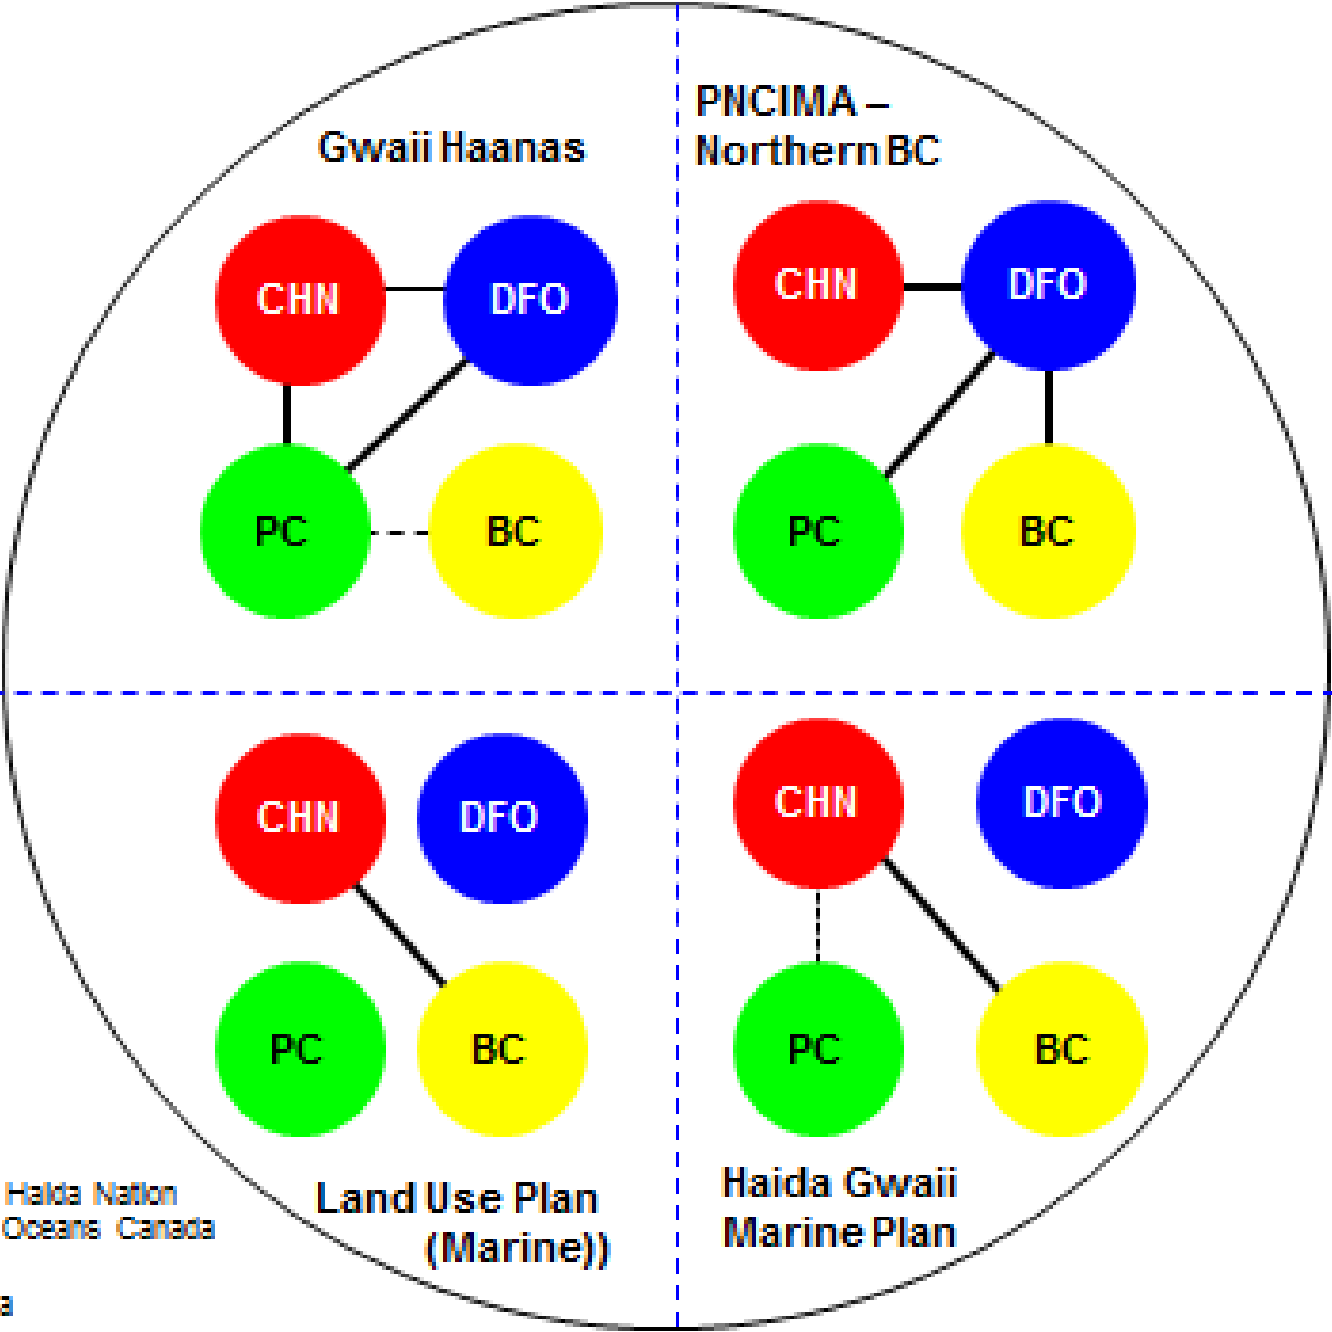 Gwaii Haanas
CHN
DFO
PC
BC
PNCIMA –
Northern BC
CHN
DFO
PC
BC
CHN
DFO
PC
BC
Land Use Plan
(Marine))
CHN
DFO
PC
BC
Haida Gwaii
Marine Plan
Haida Nation
Oceans Canada
a